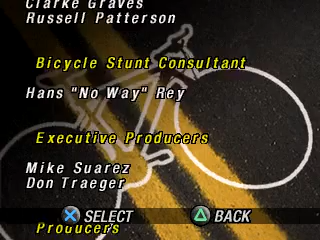 Clarke Graves
Russell Patterson
Bicycle Stunt Consultant
Hans "No Way" Rey
Executive Producers
Mike Suarez
Don Traeger
SELECT BACK
Producers